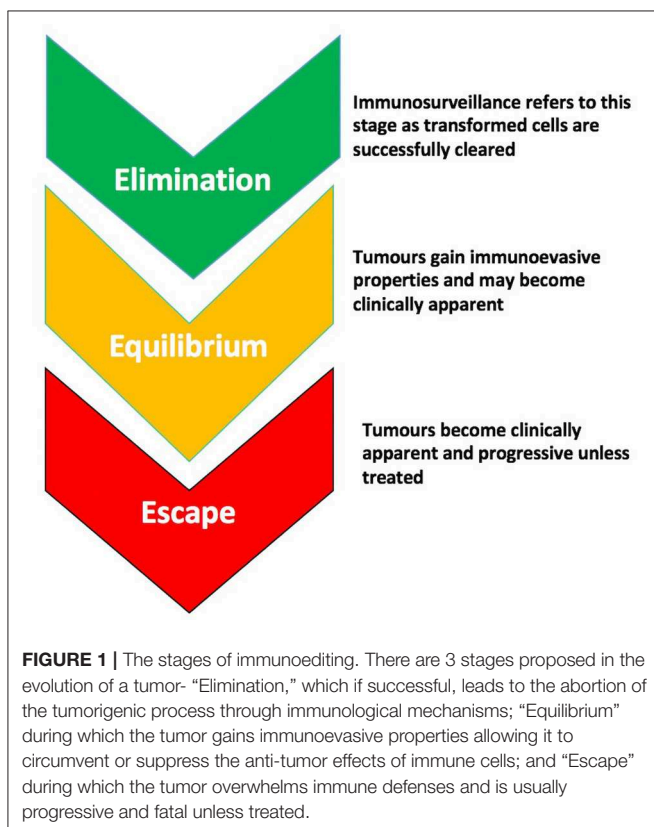 Elimination
Immunosurveillance refers to this
stage as transformed cells are
successfully cleared
Equilibrium
Tumours gain immunoevasive
properties and may become
clinically apparent
Escape
Tumours become clinically
apparent and progressive unless
treated
FIGURE 1 | The stages of immunoediting. There are 3 stages proposed in the
evolution of a tumor- “Elimination,” which if successful, leads to the abortion of
the tumorigenic process through immunological mechanisms; “Equilibrium”
during which the tumor gains immunoevasive properties allowing it to
circumvent or suppress the anti-tumor effects of immune cells; and “Escape”
during which the tumor overwhelms immune defenses and is usually
progressive and fatal unless treated.